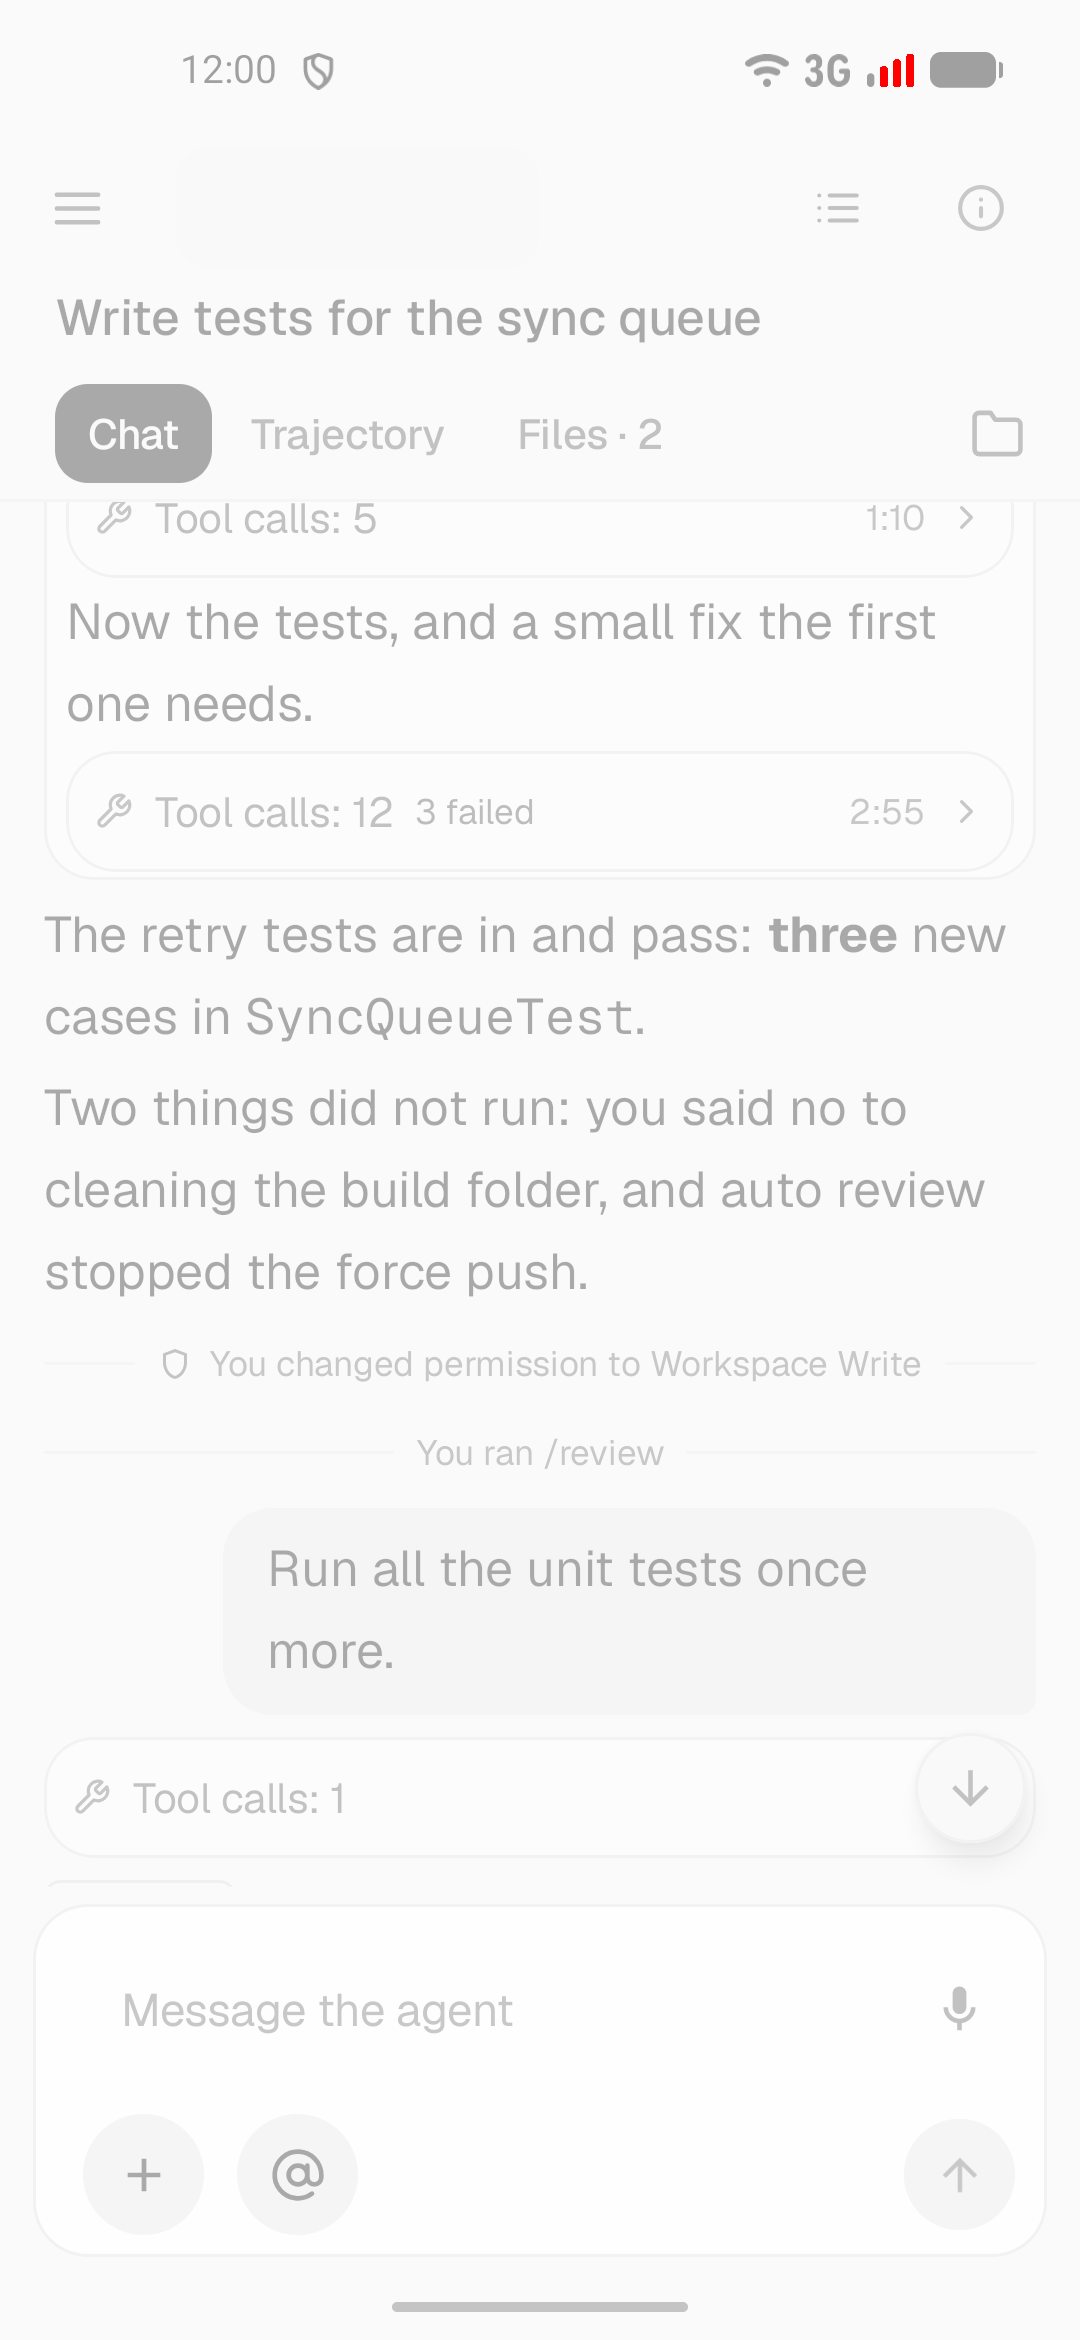 12:00
3G
Write tests for the sync queue
Chat
Trajectory
Files · 2
Tool calls: 5
1:10
Now the tests, and a small fix the first
one needs.
Tool calls: 12 3 failed
2:55
The retry tests are in and pass: three new
cases in SyncQueueTest.
Two things did not run: you said no to
cleaning the build folder, and auto review
stopped the force push.
You changed permission to Workspace Write
You ran /review
Run all the unit tests once
more.
Tool calls: 1
Message the agent